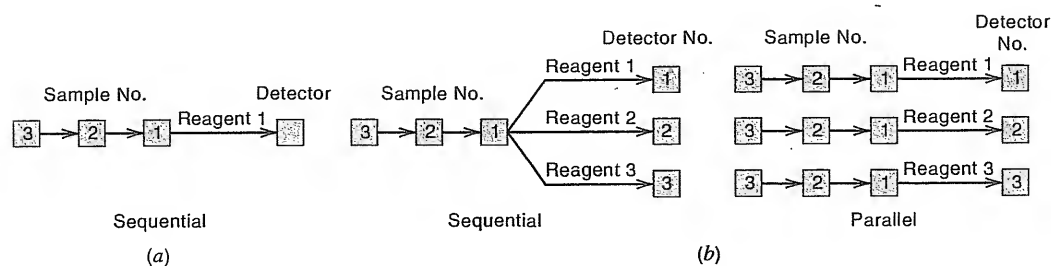 Sample No.
Detector
3 2 1 Reagent 1
Sequential
(a)
Detector No.
Sample No.
3 2 1
Reagent 1 1
Reagent 2 2
Reagent 3 3
Sequential
Detector
No.
Sample No.
3 2 1 Reagent 1 1
3 2 1 Reagent 2 2
3 2 1 Reagent 3 3
Parallel
(b)